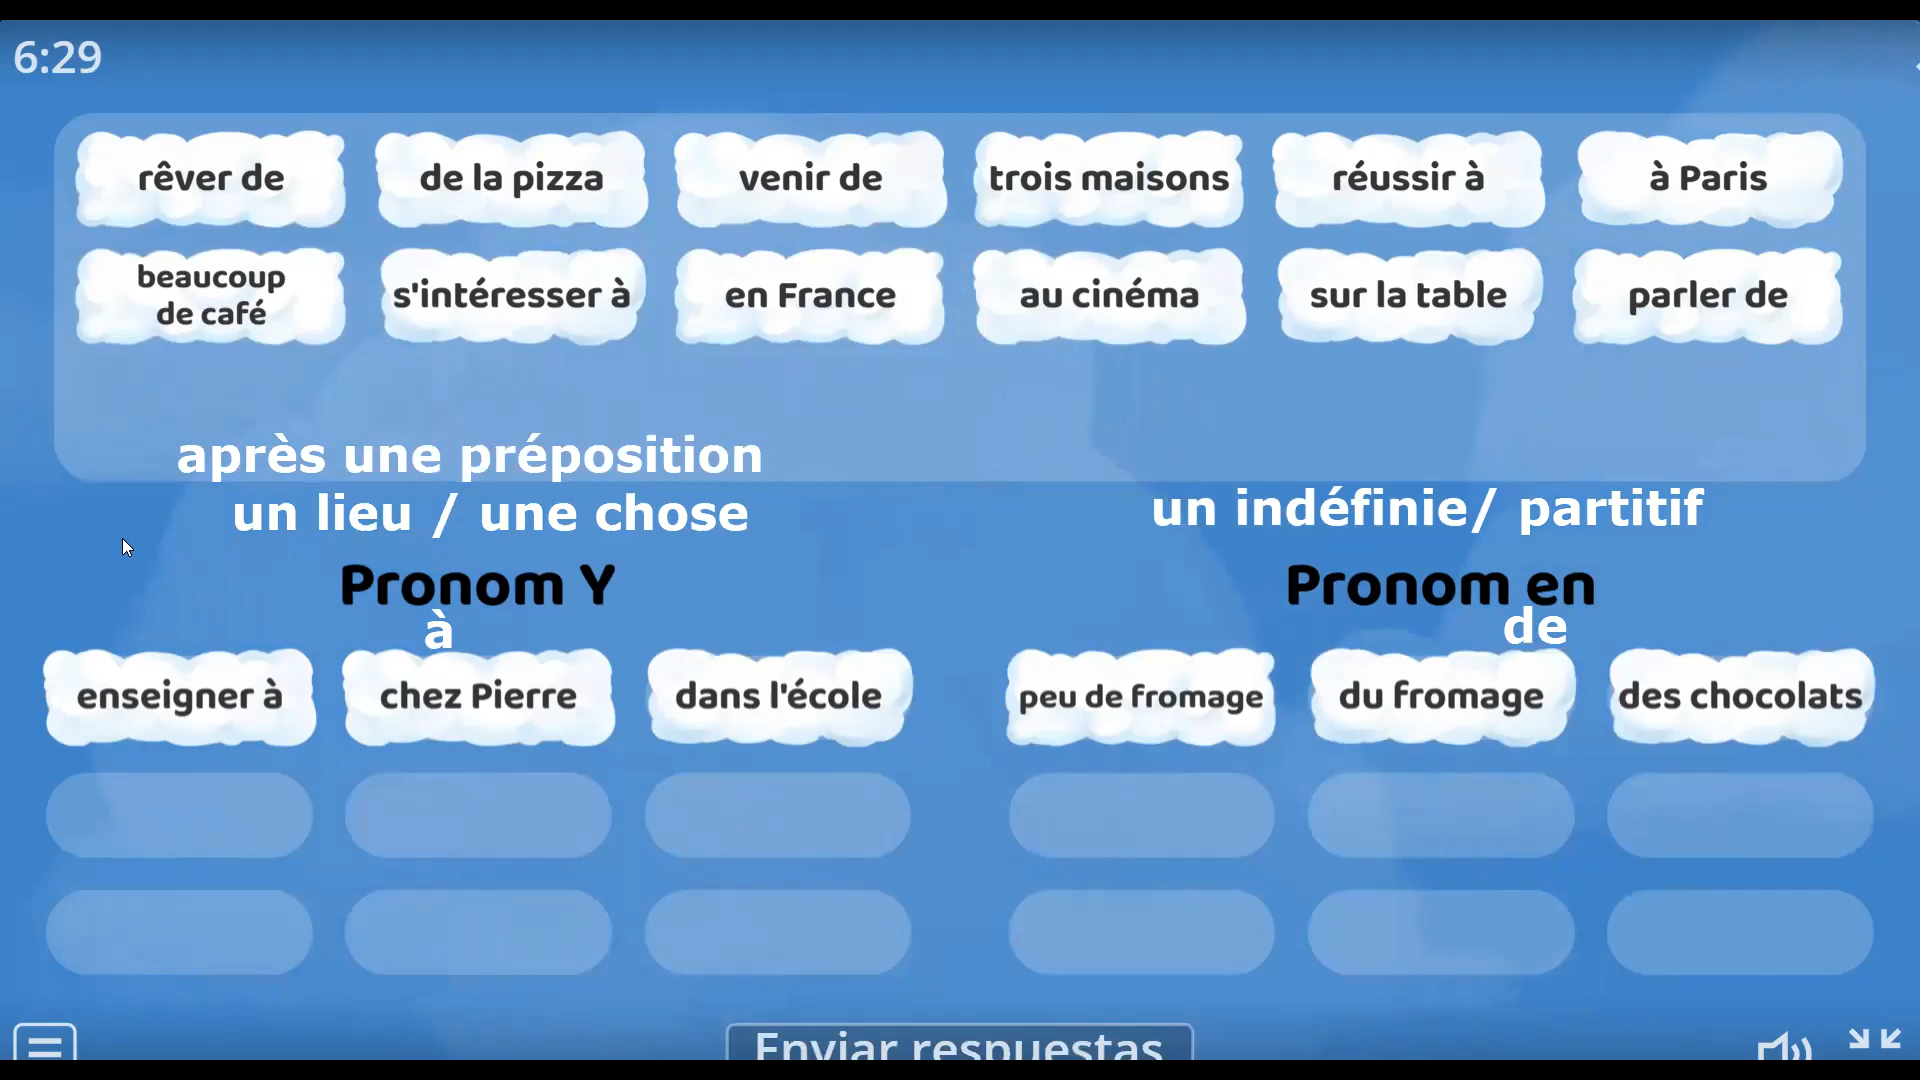 6:29
rêver de
de la pizza
venir de
trois maisons
réussir à
à Paris
beaucoup
de café
s'intéresser à
en France
au cinéma
sur la table
parler de
après une préposition
un lieu / une chose
un indéfinie/ partitif
Pronom Y
à
Pronom en
de
enseigner à
chez Pierre
dans l'école
peu de fromage
du fromage
des chocolats
Enviar respuestas